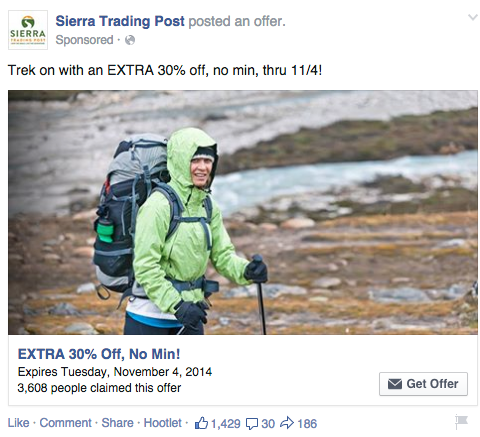 SIERRA
TRADING POST
Sierra Trading Post posted an offer.
Sponsored ·
Trek on with an EXTRA 30% off, no min, thru 11/4!
EXTRA 30% Off, No Min!
Expires Tuesday, November 4, 2014
3,608 people claimed this offer
Get Offer
Like · Comment · Share · Hootlet · 1,429 30 186